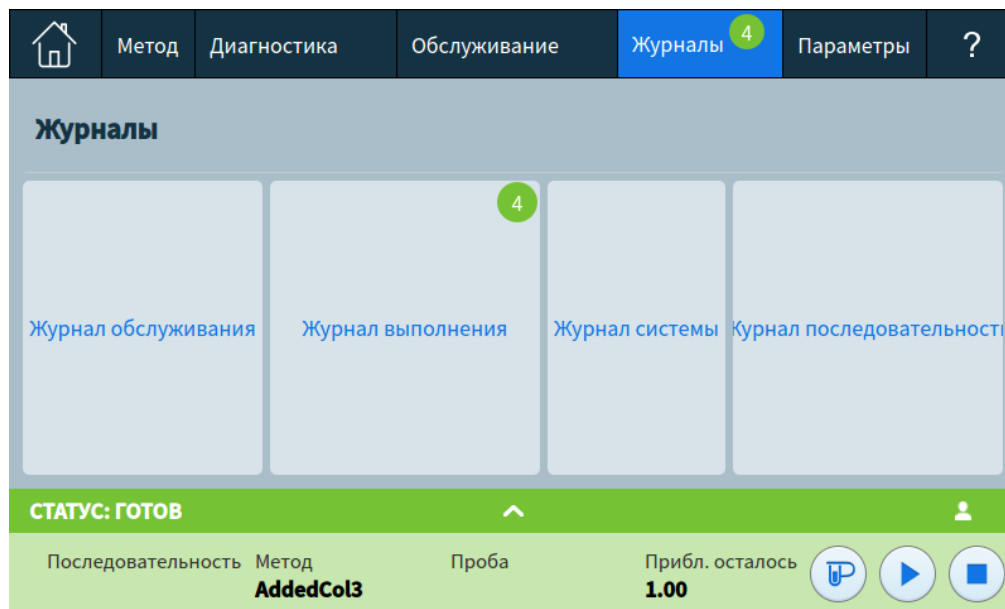 Метод Диагностика Обслуживание Журналы 4 Параметры ?
Журналы
4
Журнал обслуживания Журнал выполнения Журнал системы Журнал последовательности
СТАТУС: ГОТОВ
Последовательность Метод Проба Прибл. осталось
AddedCol3 1.00